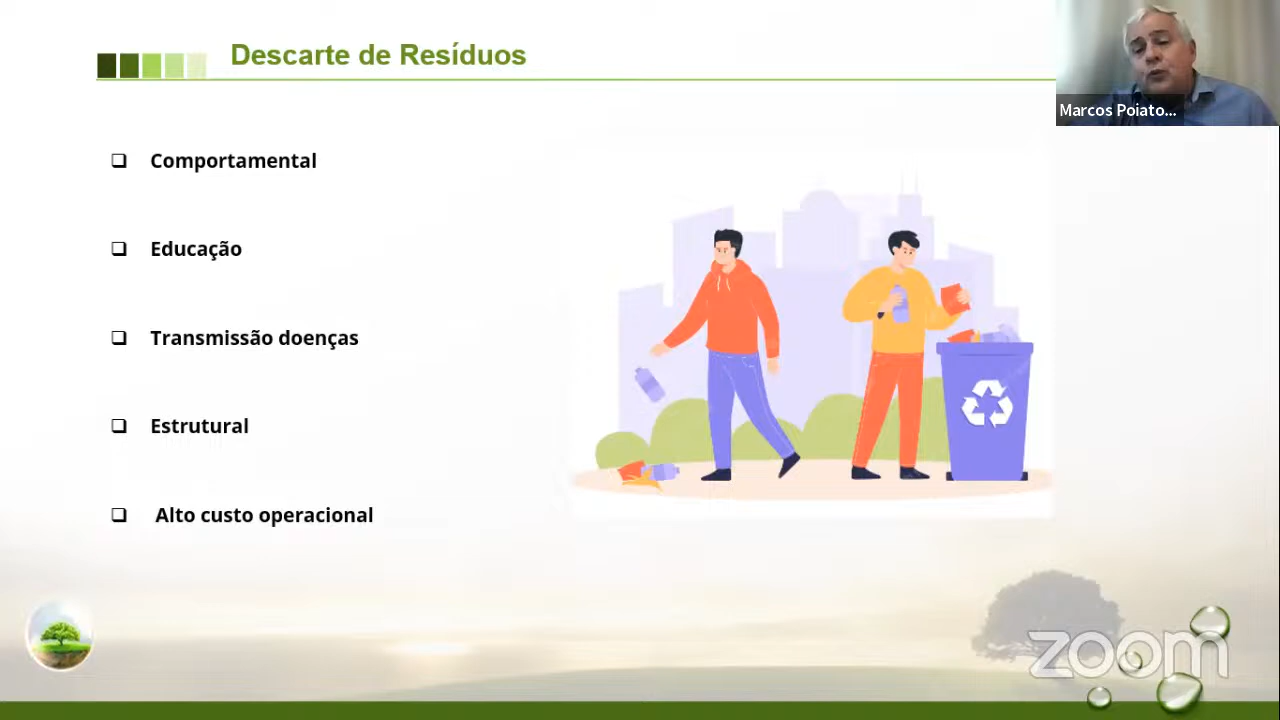 Descarte de Resíduos
Marcos Poiato...
Comportamental
Educação
Transmissão doenças
Estrutural
Alto custo operacional
zoom